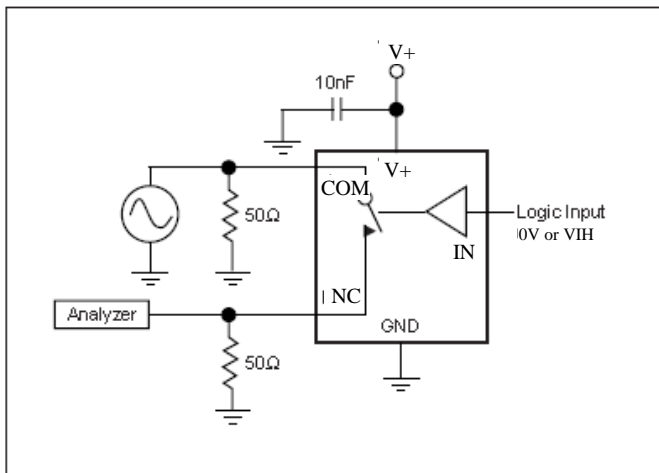 V+
10nF
V+
COM
50Ω
Logic Input
0V or VIH
IN
NC
Analyzer
GND
50Ω